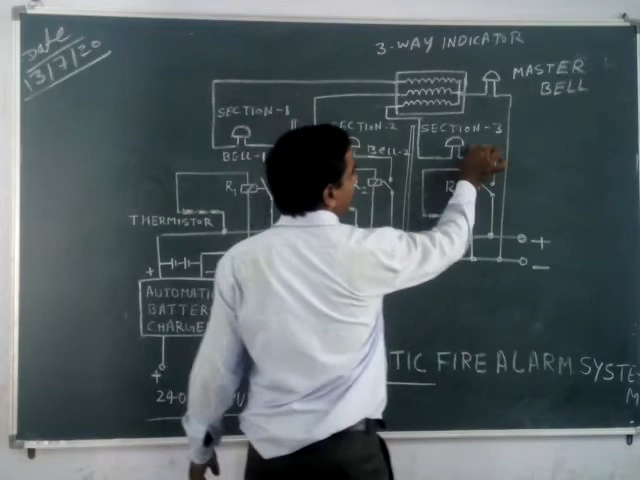 Date
13/7/20
3-WAY INDICATOR
MASTER
BELL
SECTION-1
SECTION-2
SECTION-3
BELL-1
BELL-2
R1
THERMISTOR
+
-
+
AUTOMATI
BATTER
CHARGE
240
TIC FIRE ALARM SYSTE
M